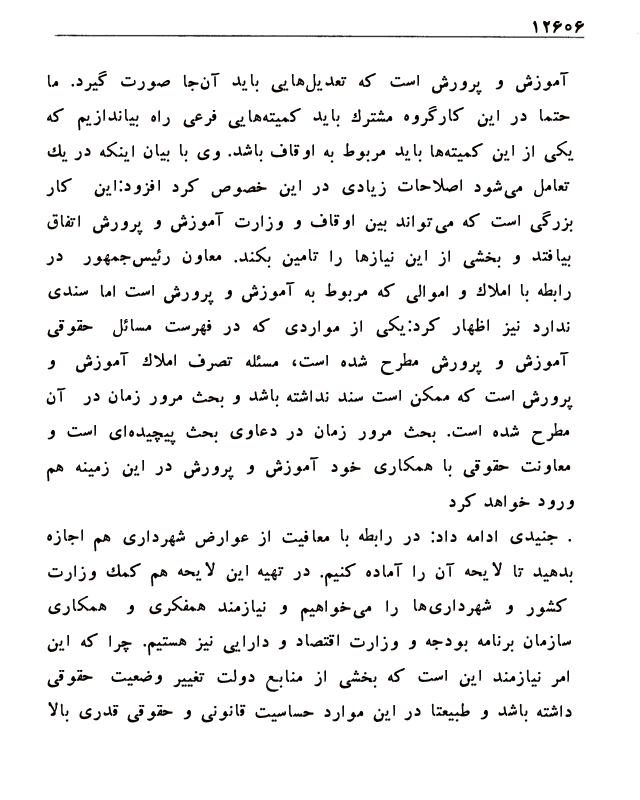 ۱۲۶۰۶
آموزش و پرورش است که تعدیل‌هایی باید آن‌جا صورت گیرد. ما
حتما در این کارگروه مشترك باید کمیته‌هایی فرعی راه بیاندازیم که
یکی از این کمیته‌ها باید مربوط به اوقاف باشد. وی با بیان اینکه در یك
تعامل می‌شود اصلاحات زیادی در این خصوص کرد افزود:این کار
بزرگی است که می‌تواند بین اوقاف و وزارت آموزش و پرورش اتفاق
بیافتد و بخشی از این نیازها را تامین بکند. معاون رئیس‌جمهور در
رابطه با املاك و اموالی که مربوط به آموزش و پرورش است اما سندی
ندارد نیز اظهار کرد:یکی از مواردی که در فهرست مسائل حقوقی
آموزش و پرورش مطرح شده است، مسئله تصرف املاك آموزش و
پرورش است که ممکن است سند نداشته باشد و بحث مرور زمان در آن
مطرح شده است. بحث مرور زمان در دعاوی بحث پیچیده‌ای است و
معاونت حقوقی با همکاری خود آموزش و پرورش در این زمینه هم
ورود خواهد کرد
. جنیدی ادامه داد: در رابطه با معافیت از عوارض شهرداری هم اجازه
بدهید تا لایحه آن را آماده کنیم. در تهیه این لایحه هم کمك وزارت
کشور و شهرداری‌ها را می‌خواهیم و نیازمند همفکری و همکاری
سازمان برنامه بودجه و وزارت اقتصاد و دارایی نیز هستیم. چرا که این
امر نیازمند این است که بخشی از منابع دولت تغییر وضعیت حقوقی
داشته باشد و طبیعتا در این موارد حساسیت قانونی و حقوقی قدری بالا